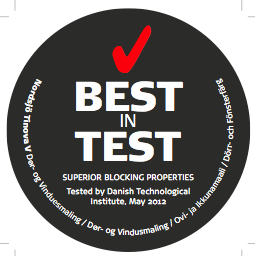 BEST
IN
TEST
SUPERIOR BLOCKING PROPERTIES
Tested by Danish Technological
Institute, May 2012
Nordsjö Tinova V Dør- og Vinduesmaling / Dør- og Vindusmaling / Ovi- ja ikkunamaali / Dörr- och Fönsterfärg